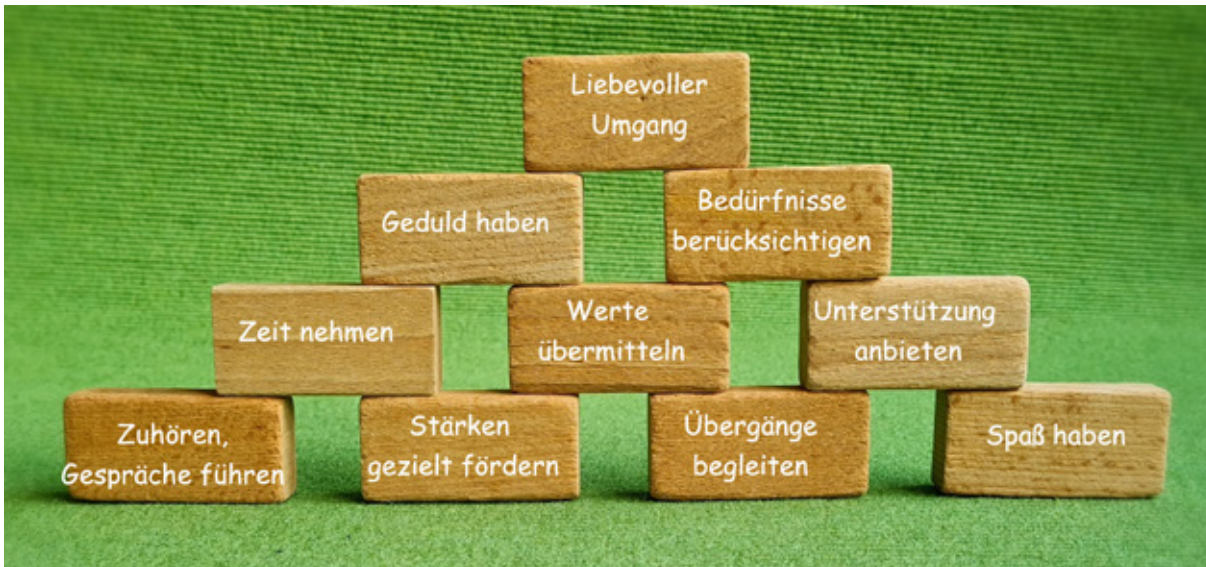 Liebevoller
Umgang
Geduld haben
Bedürfnisse
berücksichtigen
Zeit nehmen
Werte
übermitteln
Unterstützung
anbieten
Zuhören,
Gespräche führen
Stärken
gezielt fördern
Übergänge
begleiten
Spaß haben